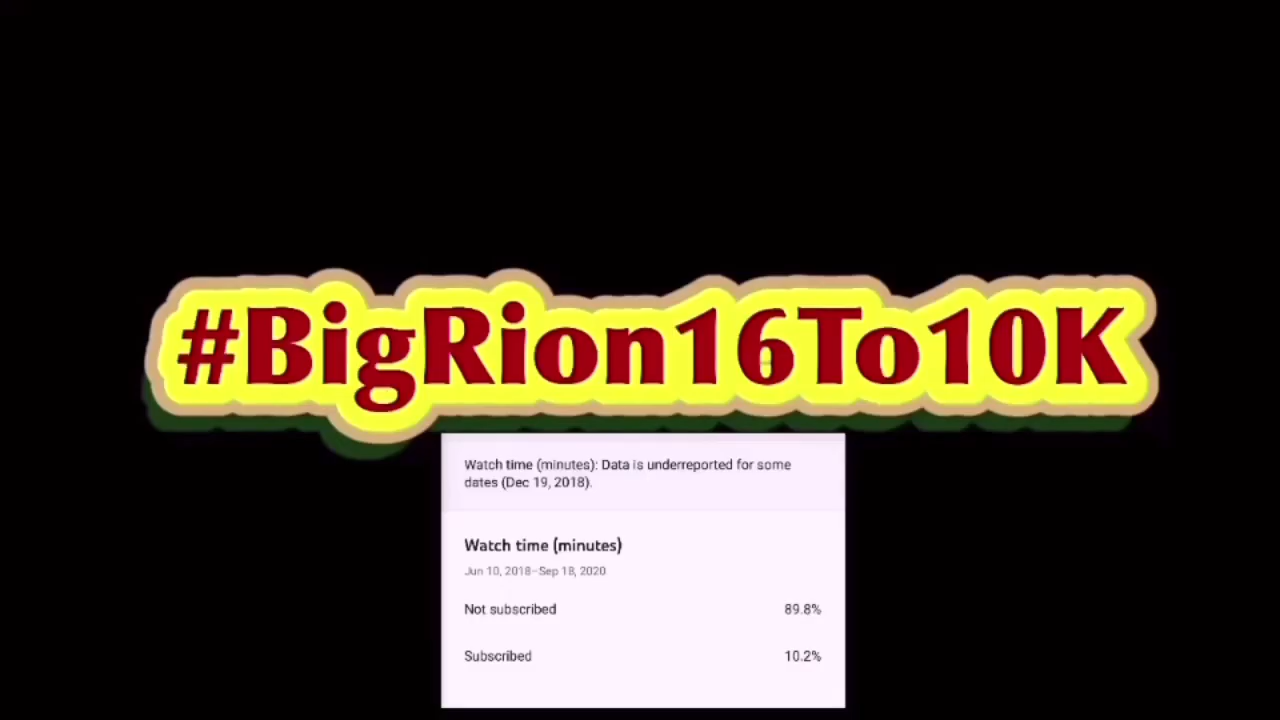 #BigRion16To10K
Watch time (minutes): Data is underreported for some
dates (Dec 19, 2018).
Watch time (minutes)
Jun 10, 2018–Sep 18, 2020
Not subscribed 89.8%
Subscribed 10.2%